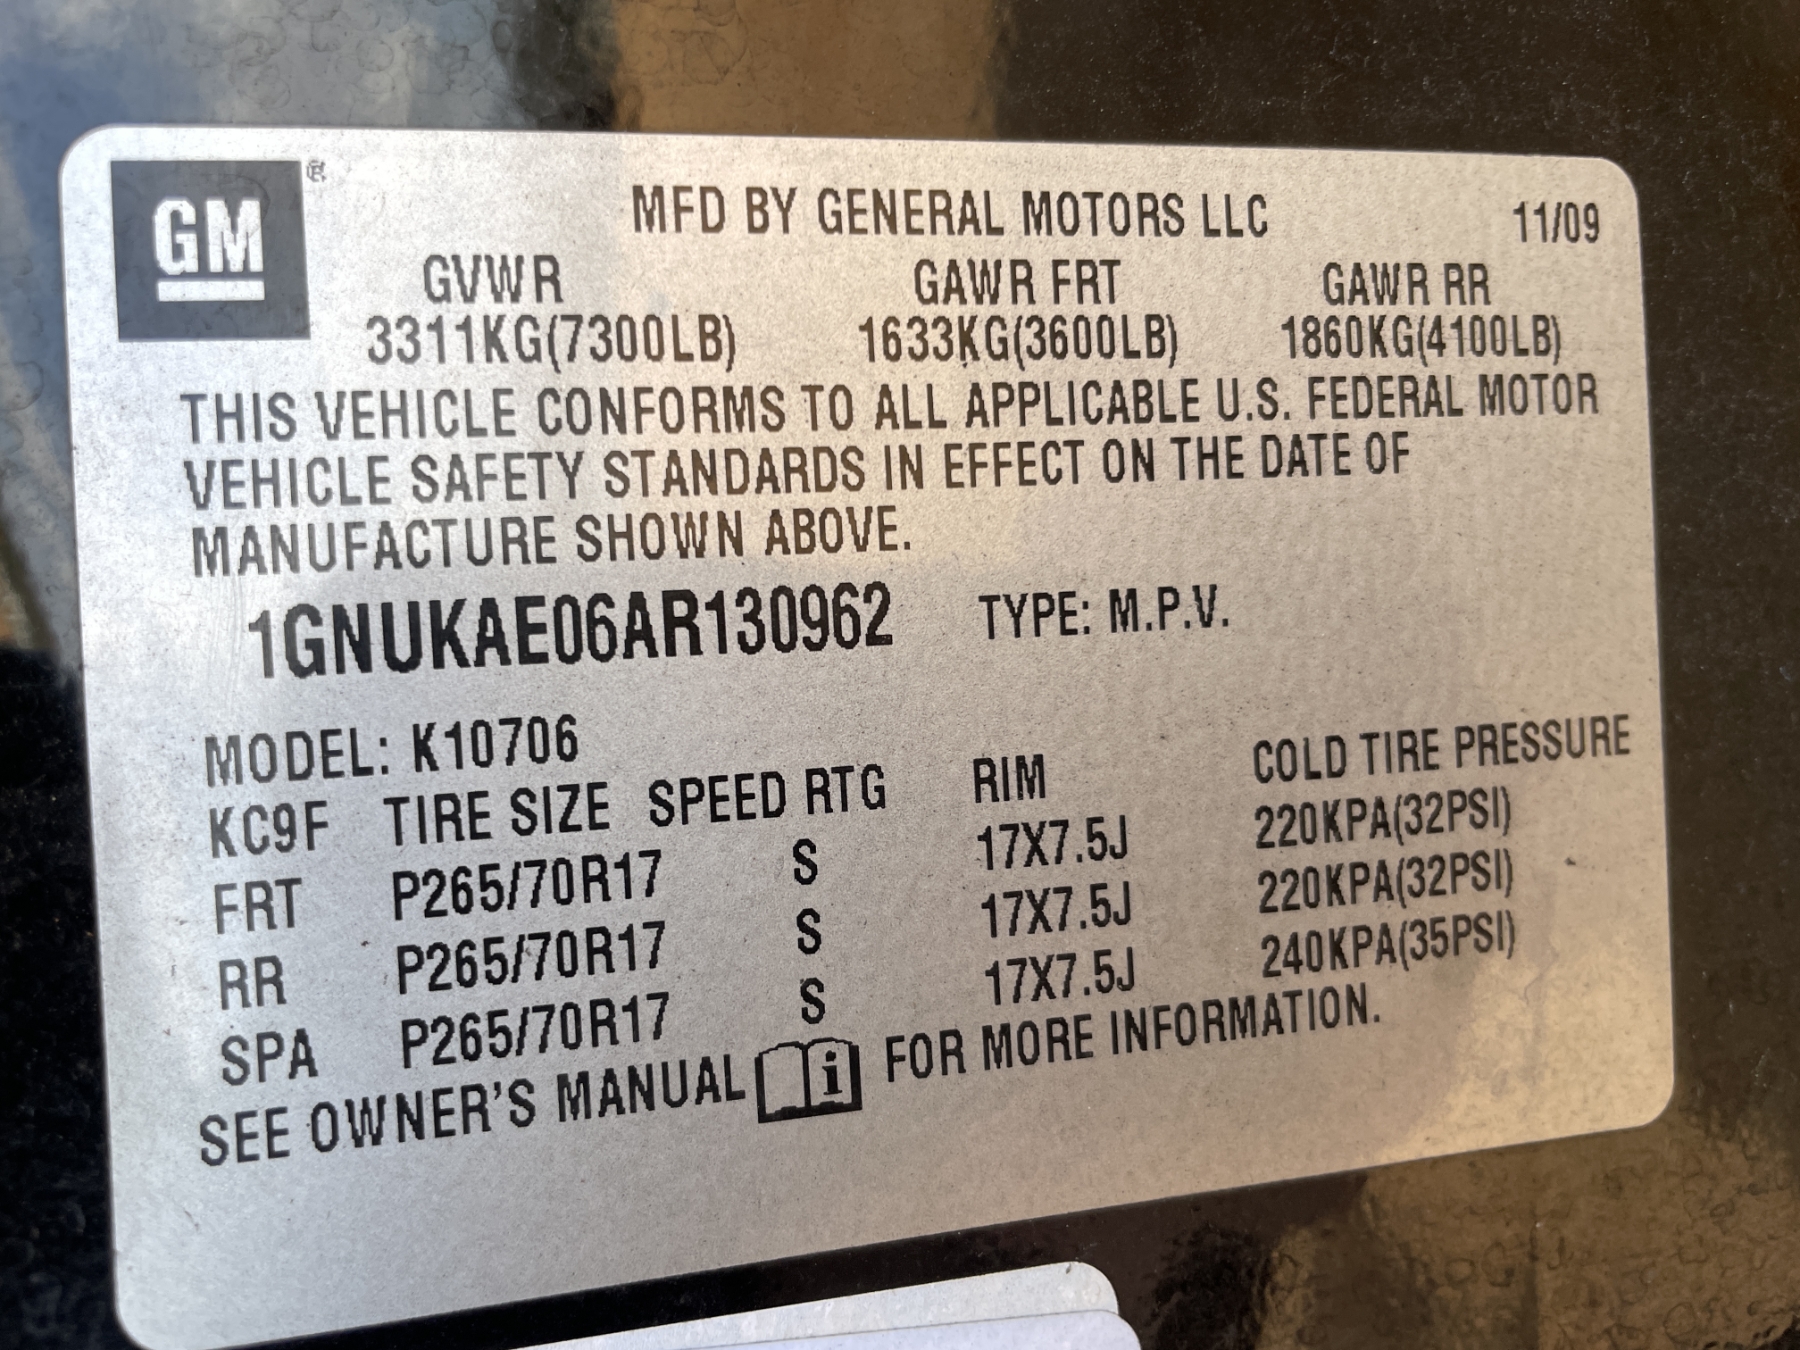 GM ®
MFD BY GENERAL MOTORS LLC 11/09
GVWR GAWR FRT GAWR RR
3311KG(7300LB) 1633KG(3600LB) 1860KG(4100LB)
THIS VEHICLE CONFORMS TO ALL APPLICABLE U.S. FEDERAL MOTOR
VEHICLE SAFETY STANDARDS IN EFFECT ON THE DATE OF
MANUFACTURE SHOWN ABOVE.
1GNUKAE06AR130962 TYPE: M.P.V.
MODEL: K10706
KC9F TIRE SIZE SPEED RTG RIM COLD TIRE PRESSURE
FRT P265/70R17 S 17X7.5J 220KPA(32PSI)
RR P265/70R17 S 17X7.5J 220KPA(32PSI)
SPA P265/70R17 S 17X7.5J 240KPA(35PSI)
SEE OWNER'S MANUAL i FOR MORE INFORMATION.